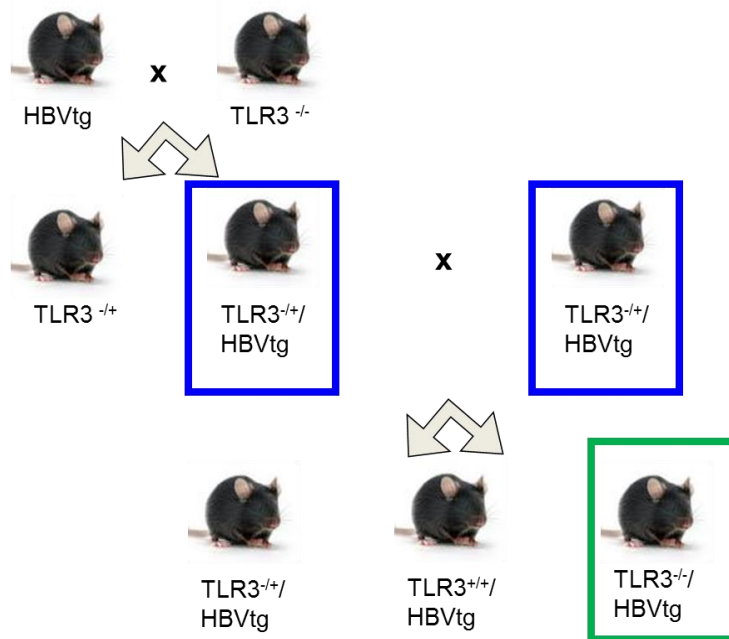 x
HBVtg TLR3 -/-
x
TLR3 -/+ TLR3-/+/ TLR3-/+/
HBVtg HBVtg
TLR3-/+/ TLR3+/+/ TLR3-/-/
HBVtg HBVtg HBVtg